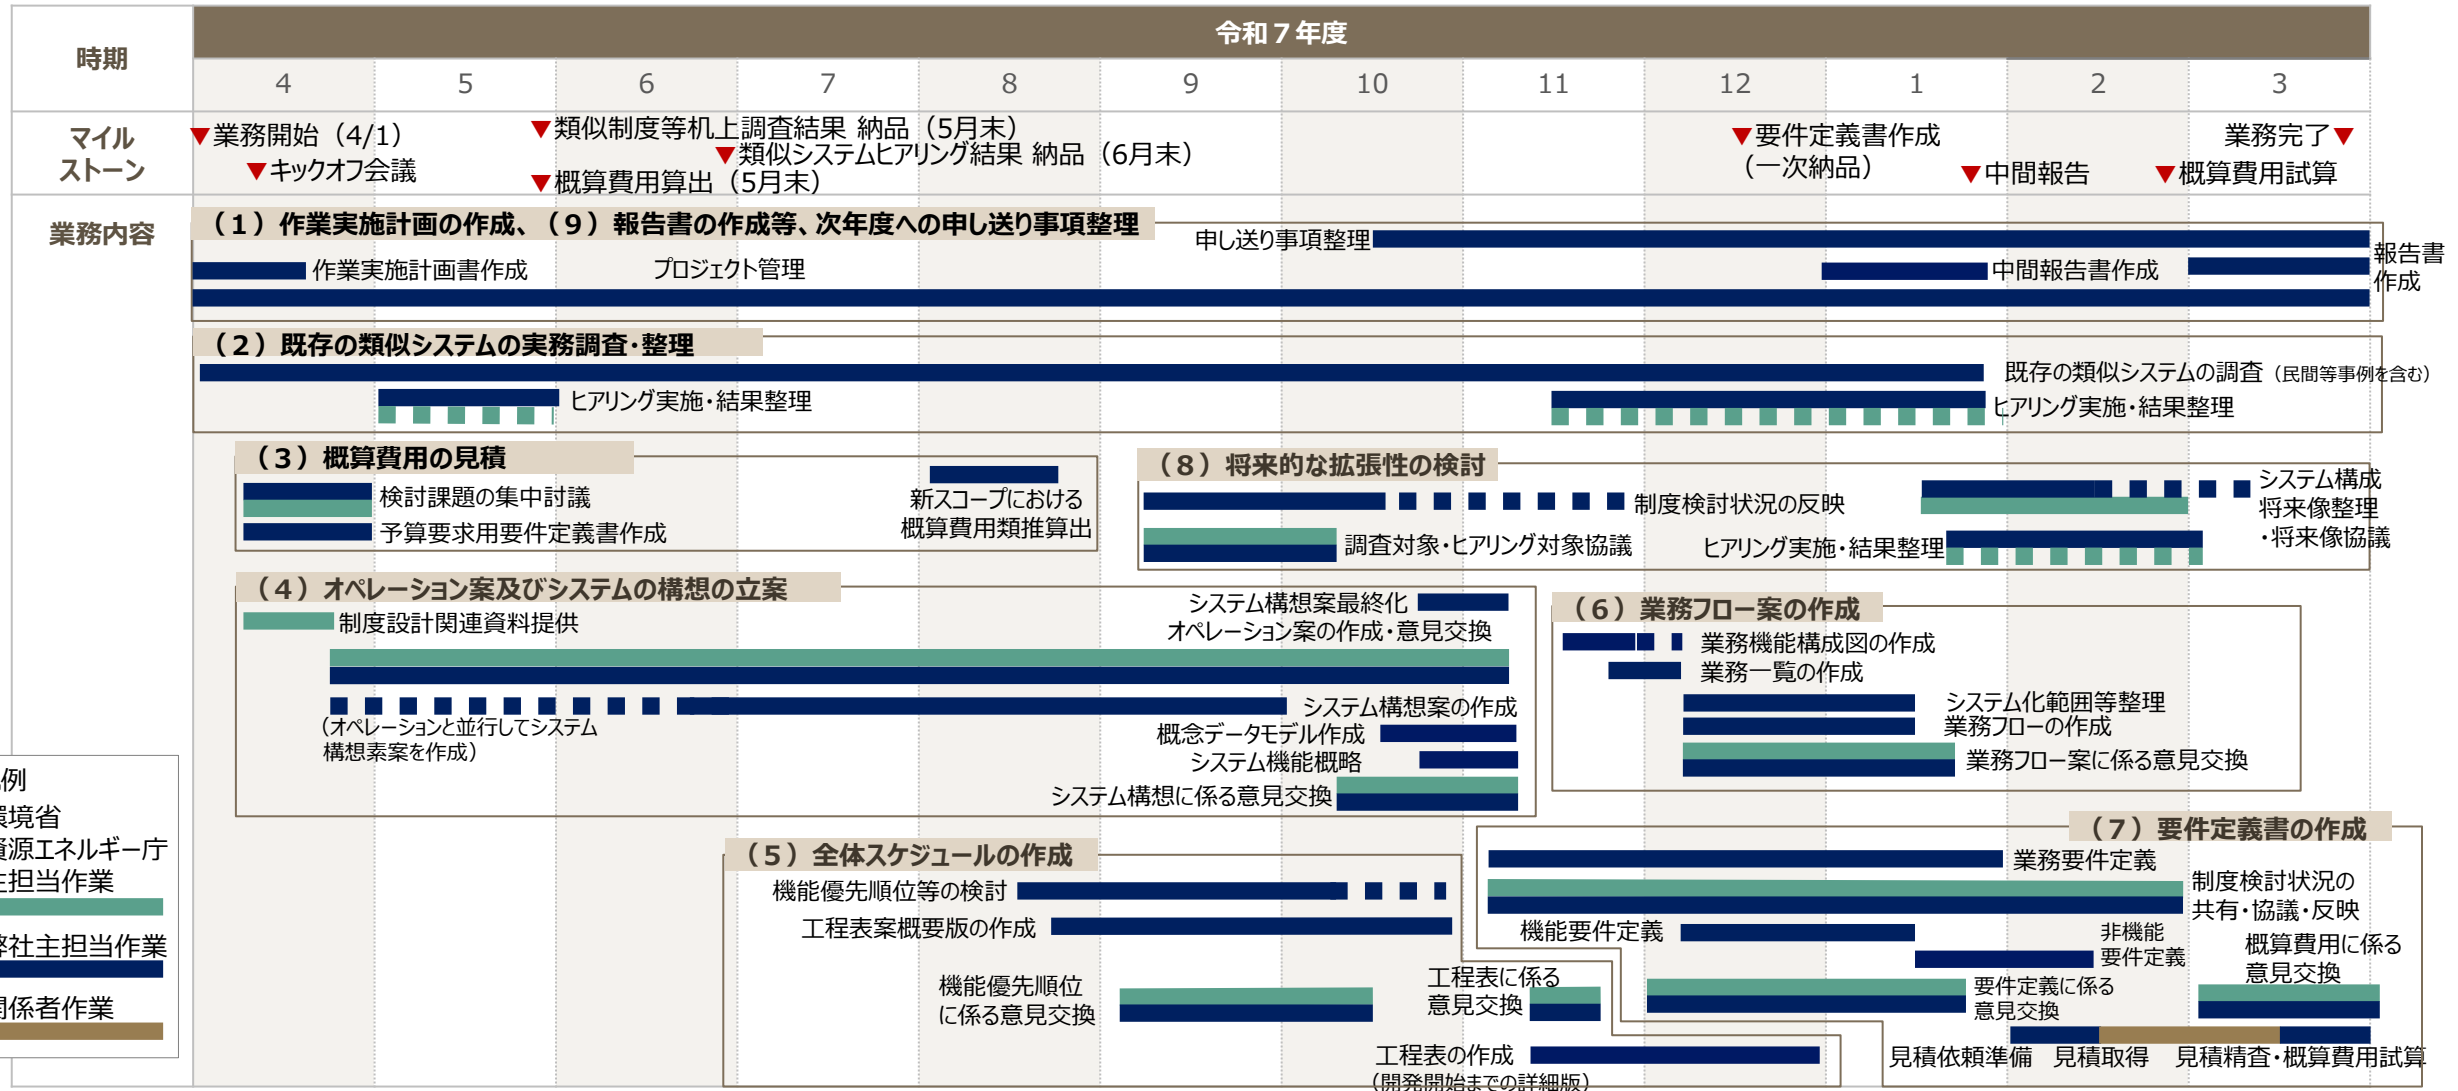 時期
令和７年度
4 5 6 7 8 9 10 11 12 1 2 3
マイル
ストーン
▼業務開始（4/1）
▼キックオフ会議
▼類似制度等机上調査結果 納品（5月末）
▼類似システムヒアリング結果 納品（6月末）
▼概算費用算出（5月末）
▼要件定義書作成
（一次納品）
▼中間報告
業務完了▼
▼概算費用試算
業務内容
（１）作業実施計画の作成、（９）報告書の作成等、次年度への申し送り事項整理
申し送り事項整理
作業実施計画書作成
プロジェクト管理
中間報告書作成
報告書
作成
（２）既存の類似システムの実務調査・整理
既存の類似システムの調査（民間等事例を含む）
ヒアリング実施・結果整理
ヒアリング実施・結果整理
（３）概算費用の見積
検討課題の集中討議
予算要求用要件定義書作成
新スコープにおける
概算費用類推算出
（８）将来的な拡張性の検討
制度検討状況の反映
調査対象・ヒアリング対象協議
システム構成
将来像整理
・将来像協議
ヒアリング実施・結果整理
（４）オペレーション案及びシステムの構想の立案
制度設計関連資料提供
システム構想案最終化
オペレーション案の作成・意見交換
システム構想案の作成
（オペレーションと並行してシステム
構想素案を作成）
概念データモデル作成
システム機能概略
システム構想に係る意見交換
（６）業務フロー案の作成
業務機能構成図の作成
業務一覧の作成
システム化範囲等整理
業務フローの作成
業務フロー案に係る意見交換
（５）全体スケジュールの作成
機能優先順位等の検討
工程表案概要版の作成
機能優先順位
に係る意見交換
工程表に係る
意見交換
工程表の作成
（開発開始までの詳細版）
（７）要件定義書の作成
業務要件定義
制度検討状況の
共有・協議・反映
機能要件定義
非機能
要件定義
要件定義に係る
意見交換
概算費用に係る
意見交換
見積依頼準備
見積取得
見積精査・概算費用試算
例
環境省
資源エネルギー庁
主担当作業
弊社主担当作業
関係者作業